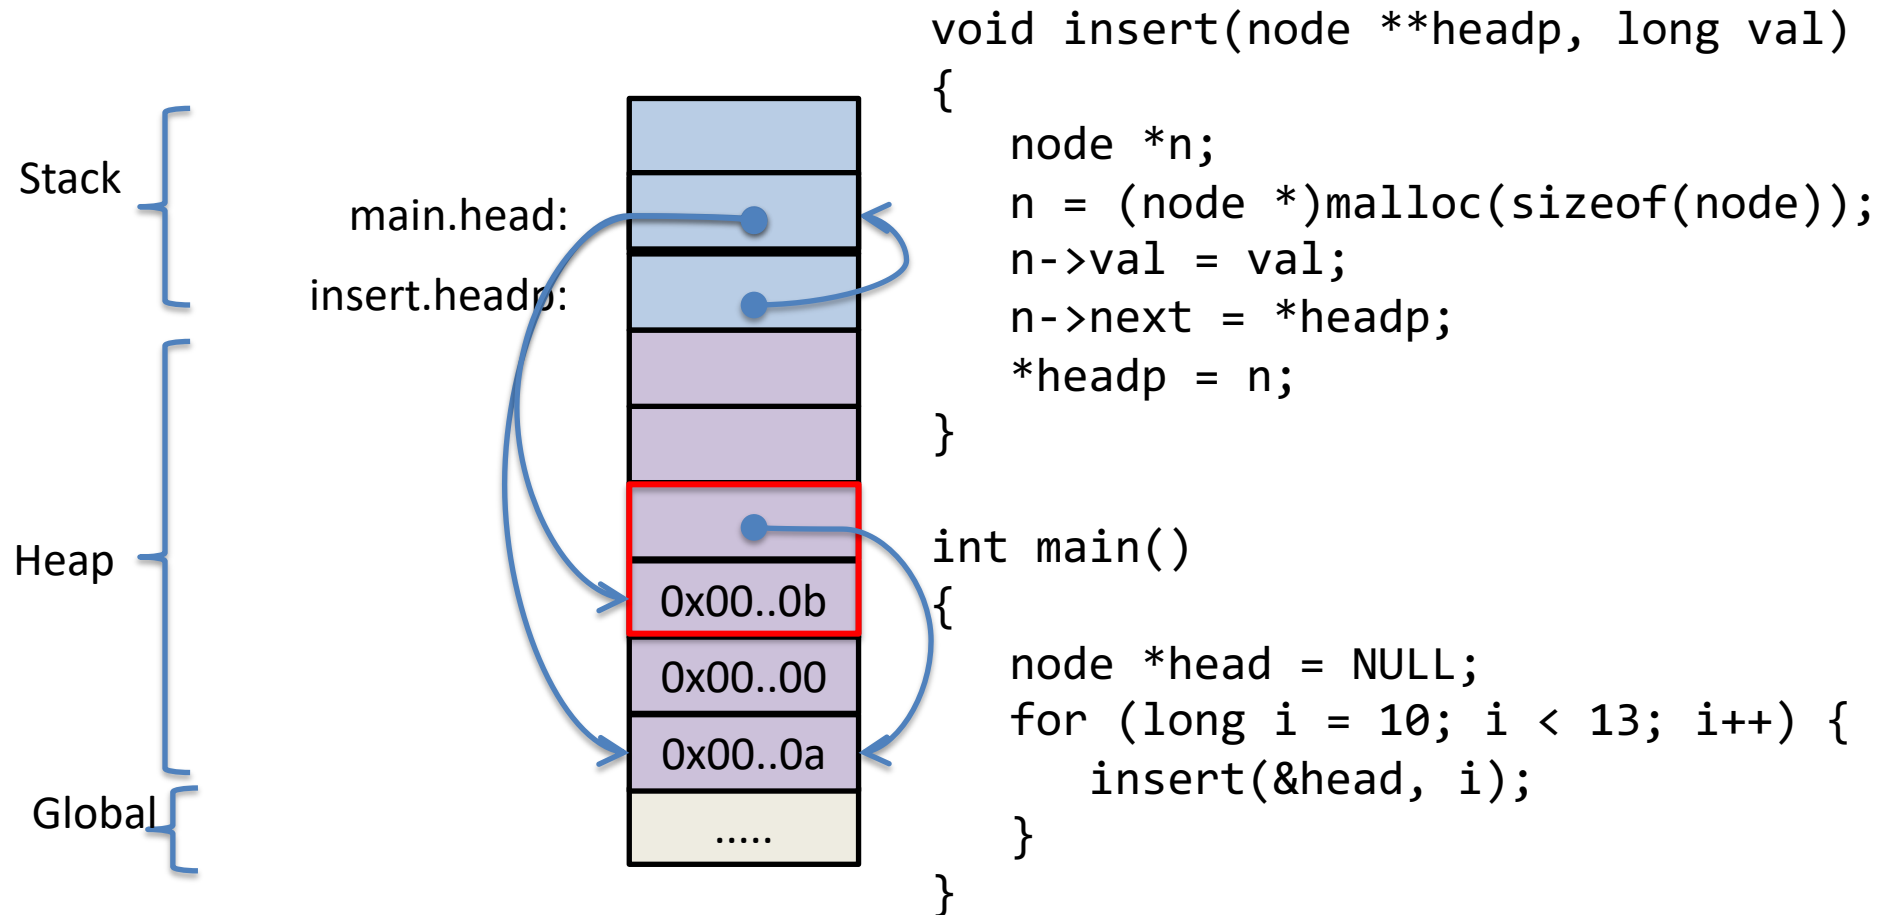 void insert(node **headp, long val)
{
node *n;
n = (node *)malloc(sizeof(node));
n->val = val;
n->next = *headp;
*headp = n;
}
int main()
{
node *head = NULL;
for (long i = 10; i < 13; i++) {
insert(&head, i);
}
}
Stack
main.head:
insert.headp:
Heap
0x00..0b
0x00..00
0x00..0a
Global
.....